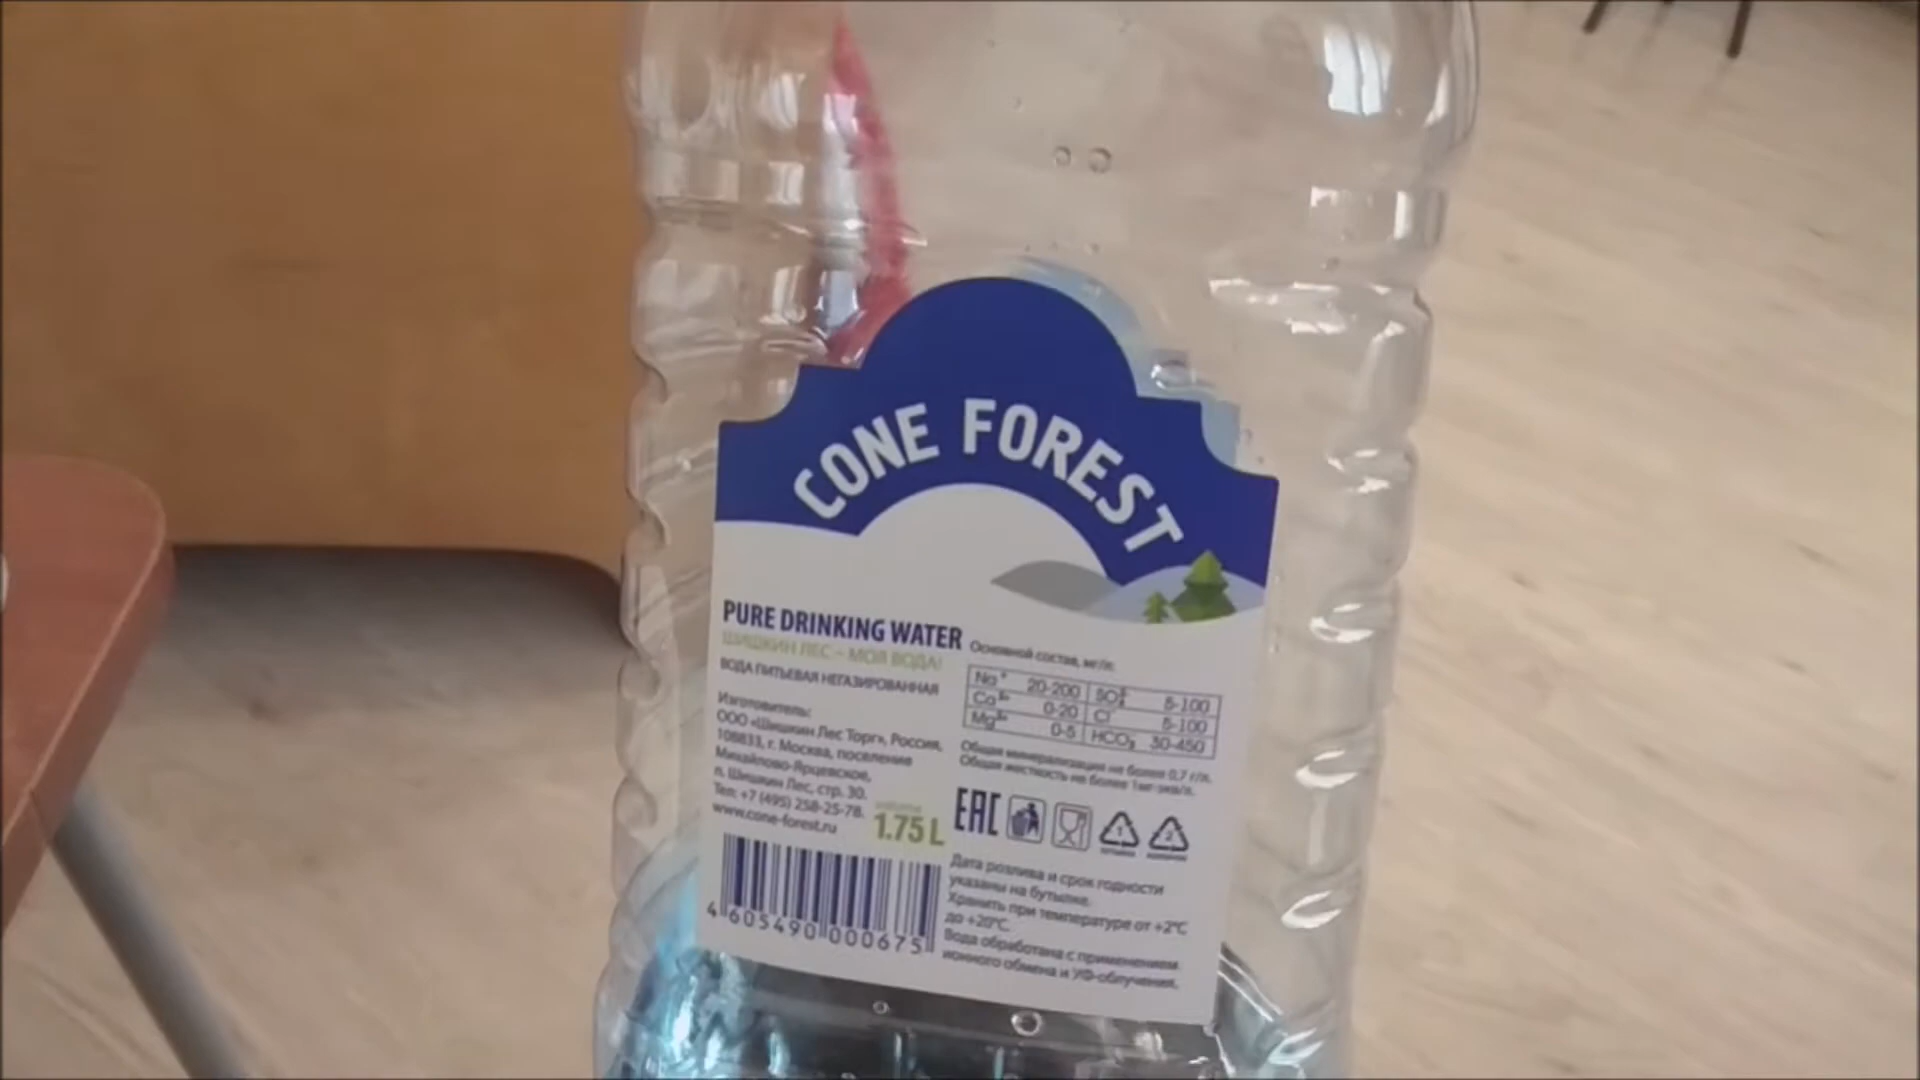 CONE FOREST
PURE DRINKING WATER
ШИШКИН ЛЕС – МОЯ ВОДА!
ВОДА ПИТЬЕВАЯ НЕГАЗИРОВАННАЯ
Изготовитель:
ООО «Шишкин Лес Торг», Россия,
108833, г. Москва, поселение
Михайлово-Ярцевское,
п. Шишкин Лес, стр. 30.
Тел: +7 (495) 258-25-78.
www.cone-forest.ru
1.75 L
4 605490 000675
Основной состав, мг/л:
Na⁺ 20-200 SO₄²⁻ 5-100
Ca²⁺ 0-20 Cl⁻ 5-100
Mg²⁺ 0-5 HCO₃ 30-450
Общая минерализация не более 0,7 г/л.
Общая жесткость не более 1мг-экв/л.
EAC
1
2
Дата розлива и срок годности
указаны на бутылке.
Хранить при температуре от +2°C
до +20°C.
Вода обработана с применением
ионного обмена и УФ-облучения.